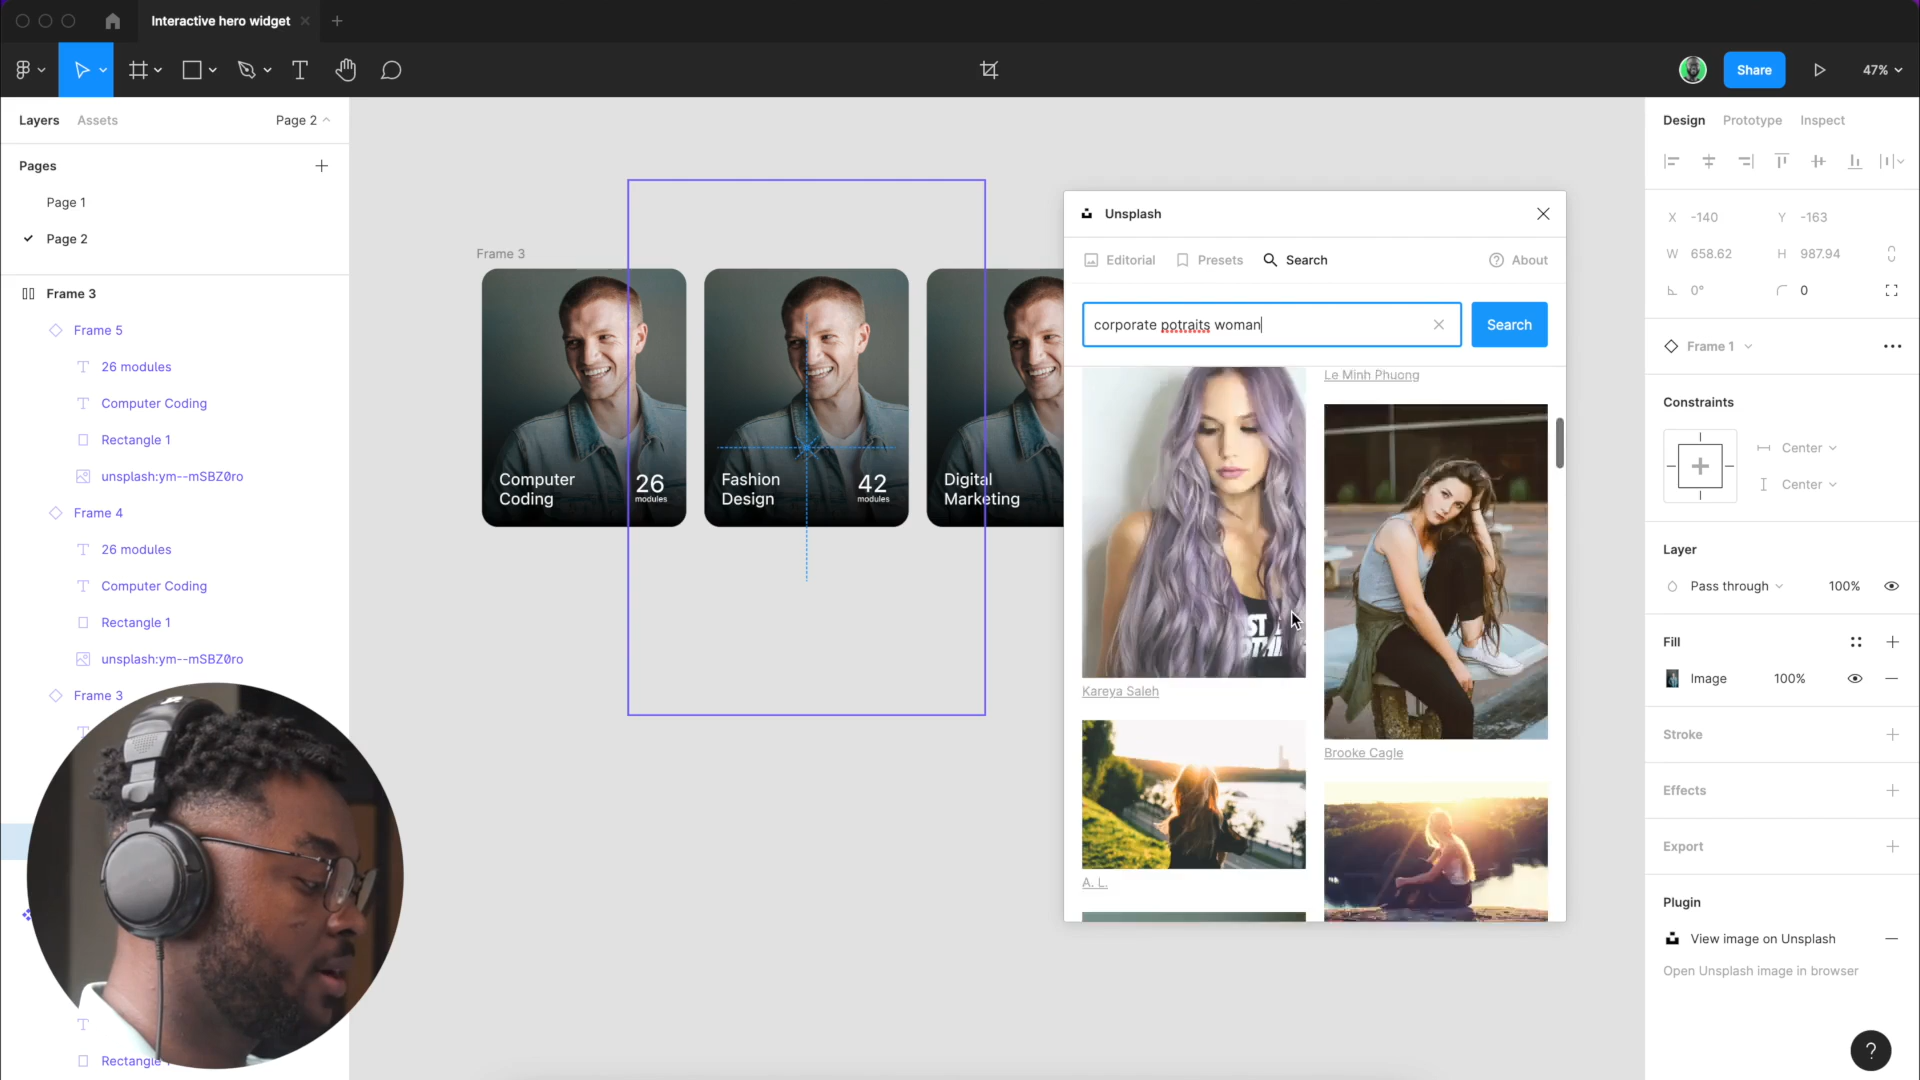 Interactive hero widget
Share
47%
Layers
Assets
Page 2
Pages
Page 1
Page 2
Frame 3
Frame 5
26 modules
Computer Coding
Rectangle 1
unsplash:ym--mSBZ0ro
Frame 4
26 modules
Computer Coding
Rectangle 1
unsplash:ym--mSBZ0ro
Frame 3
Rectangle
Frame 3
Computer
Coding
26
modules
Fashion
Design
42
modules
Digital
Marketing
Unsplash
Editorial
Presets
Search
About
corporate potraits woman
Search
Le Minh Phuong
Kareya Saleh
Brooke Cagle
A. L.
Design
Prototype
Inspect
X -140
Y -163
W 658.62
H 987.94
0°
0
Frame 1
Constraints
Center
Center
Layer
Pass through
100%
Fill
Image
100%
Stroke
Effects
Export
Plugin
View image on Unsplash
Open Unsplash image in browser
?